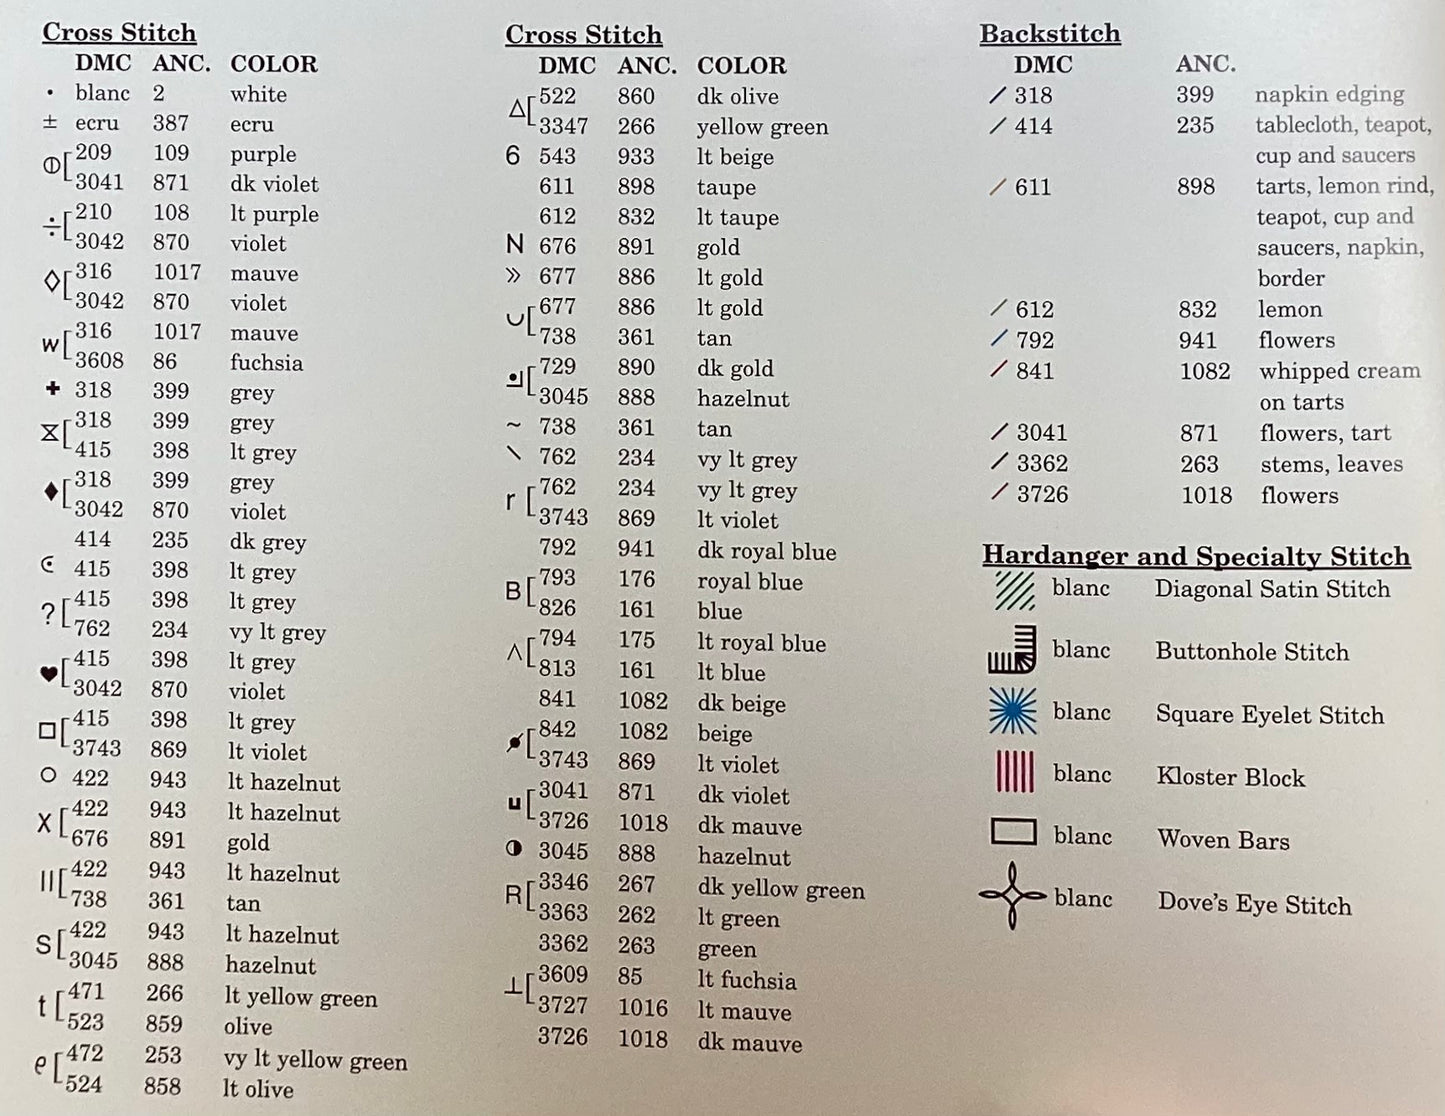 Cross Stitch
DMC ANC. COLOR
• blanc 2 white
± ecru 387 ecru
209 109 purple
3041 871 dk violet
÷ 210 108 lt purple
3042 870 violet
◊ 316 1017 mauve
3042 870 violet
w 316 1017 mauve
3608 86 fuchsia
✚ 318 399 grey
318 399 grey
415 398 lt grey
♦ 318 399 grey
3042 870 violet
414 235 dk grey
415 398 lt grey
? 415 398 lt grey
762 234 vy lt grey
♥ 415 398 lt grey
3042 870 violet
□ 415 398 lt grey
3743 869 lt violet
○ 422 943 lt hazelnut
X 422 943 lt hazelnut
676 891 gold
|| 422 943 lt hazelnut
738 361 tan
S 422 943 lt hazelnut
3045 888 hazelnut
t 471 266 lt yellow green
523 859 olive
e 472 253 vy lt yellow green
524 858 lt olive
Cross Stitch
DMC ANC. COLOR
△ 522 860 dk olive
3347 266 yellow green
6 543 933 lt beige
611 898 taupe
612 832 lt taupe
N 676 891 gold
» 677 886 lt gold
677 886 lt gold
738 361 tan
729 890 dk gold
3045 888 hazelnut
~ 738 361 tan
\ 762 234 vy lt grey
r 762 234 vy lt grey
3743 869 lt violet
792 941 dk royal blue
B 793 176 royal blue
826 161 blue
^ 794 175 lt royal blue
813 161 lt blue
841 1082 dk beige
842 1082 beige
3743 869 lt violet
u 3041 871 dk violet
3726 1018 dk mauve
◑ 3045 888 hazelnut
R 3346 267 dk yellow green
3363 262 lt green
3362 263 green
⊥ 3609 85 lt fuchsia
3727 1016 lt mauve
3726 1018 dk mauve
Backstitch
DMC ANC.
/ 318 399 napkin edging
/ 414 235 tablecloth, teapot,
cup and saucers
/ 611 898 tarts, lemon rind,
teapot, cup and
saucers, napkin,
border
/ 612 832 lemon
/ 792 941 flowers
/ 841 1082 whipped cream
on tarts
/ 3041 871 flowers, tart
/ 3362 263 stems, leaves
/ 3726 1018 flowers
Hardanger and Specialty Stitch
blanc Diagonal Satin Stitch
blanc Buttonhole Stitch
blanc Square Eyelet Stitch
blanc Kloster Block
blanc Woven Bars
blanc Dove's Eye Stitch